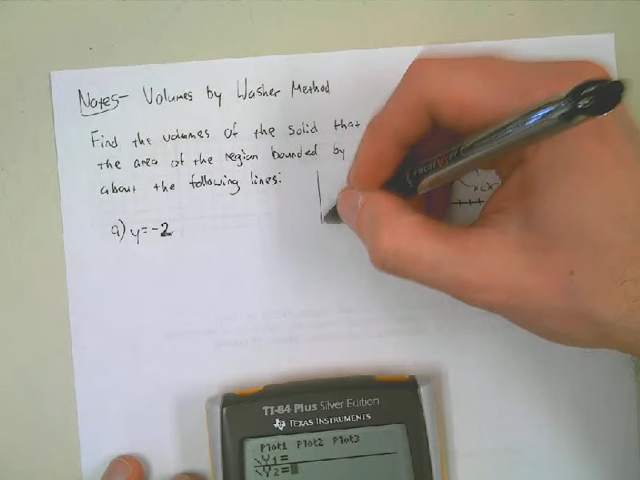 Notes- Volumes by Washer Method
Find the volumes of the solid that
the area of the region bounded by
about the following lines:
a) y=-2
TI-84 Plus Silver Edition
TEXAS INSTRUMENTS
Plot1 Plot2 Plot3
\Y1=
\Y2=